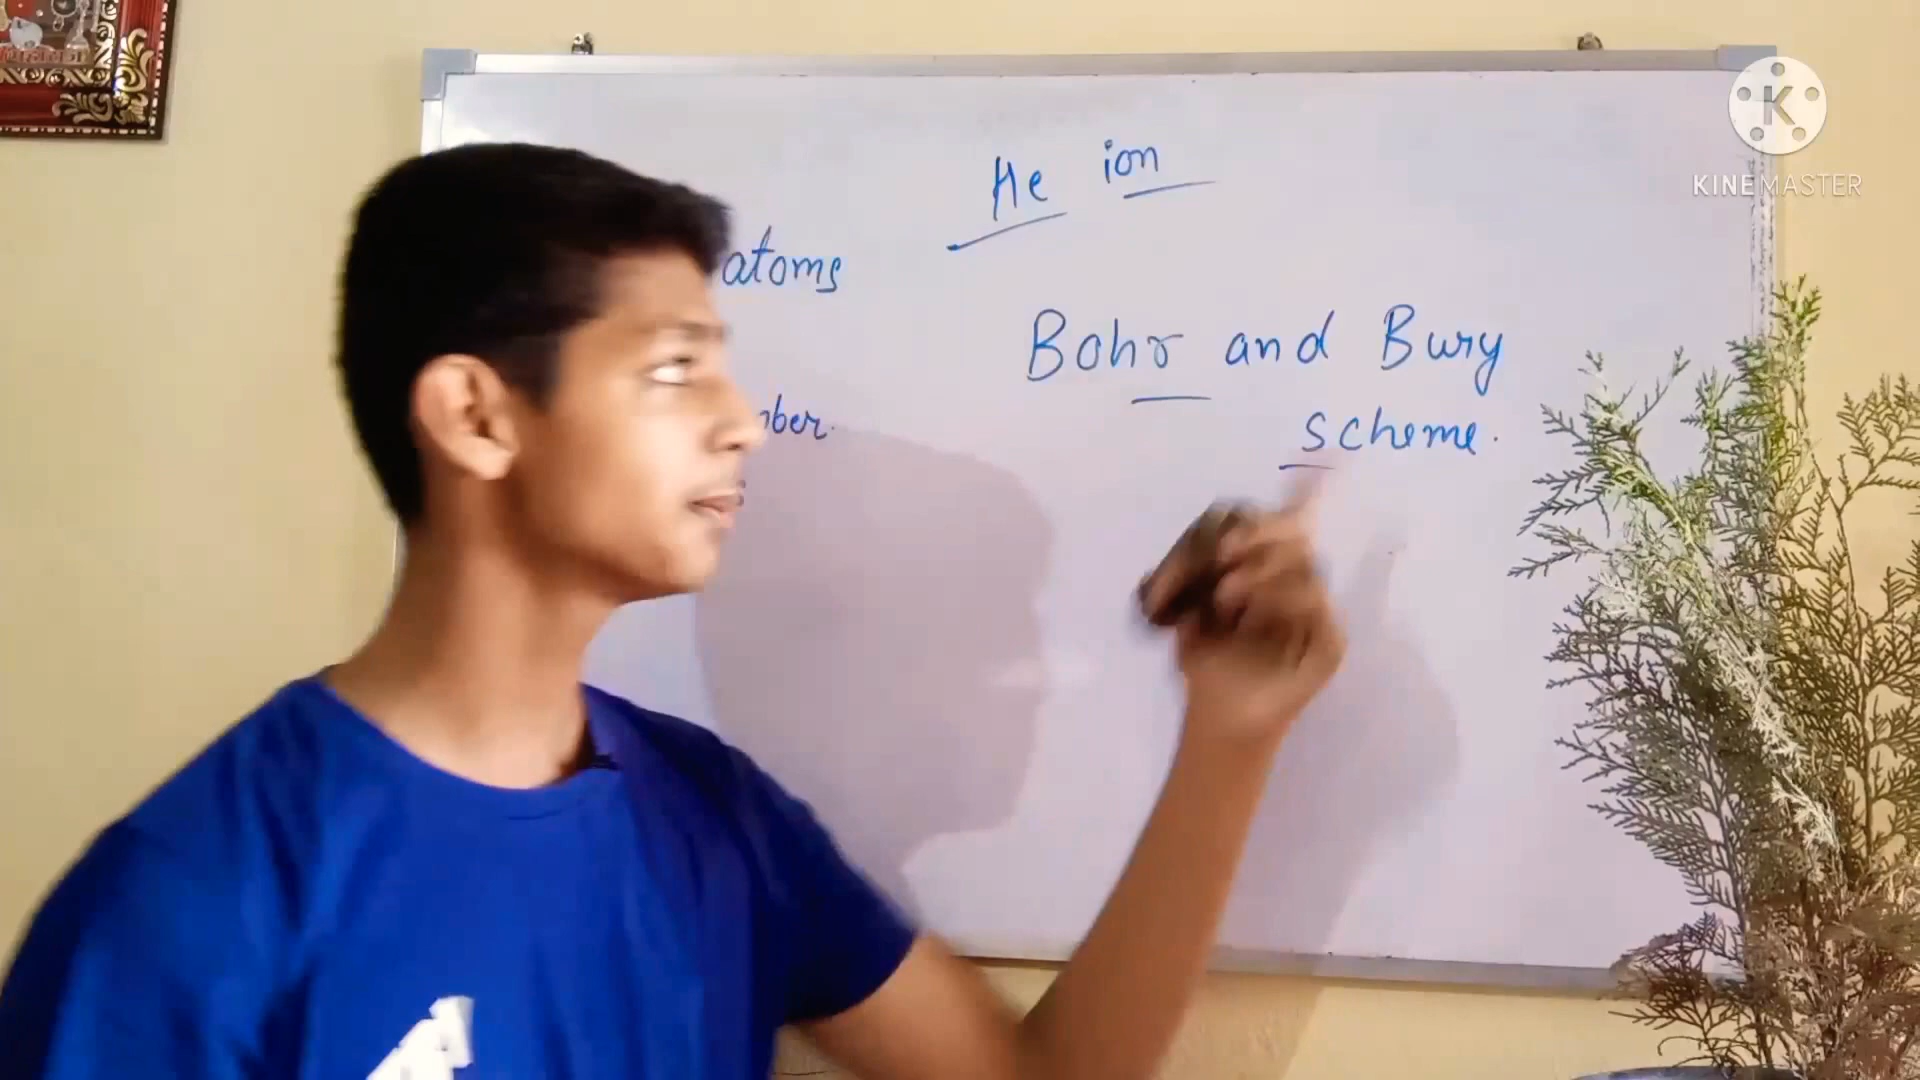 He ion
atoms
Bohr and Bury
scheme.
KINEMASTER